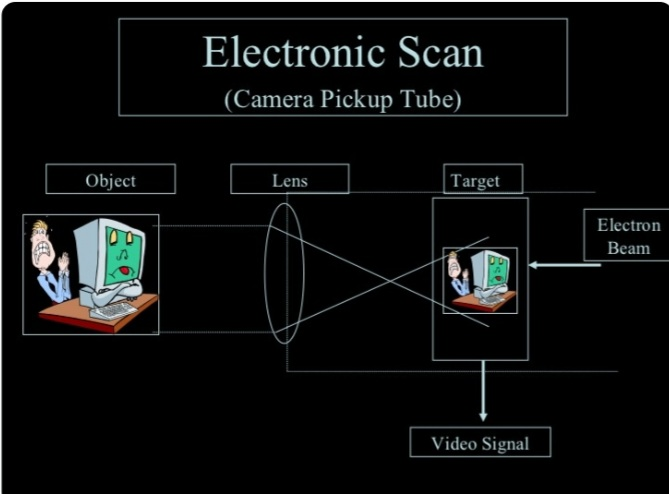 Electronic Scan
(Camera Pickup Tube)
Object
Lens
Target
Electron
Beam
Video Signal